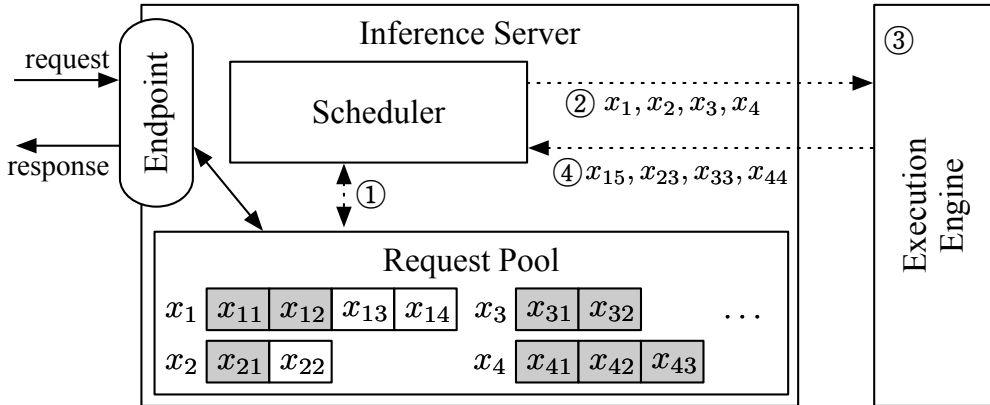 Inference Server
③
request
Endpoint
Scheduler
② x₁, x₂, x₃, x₄
response
④ x₁₅, x₂₃, x₃₃, x₄₄
①
Execution
Engine
Request Pool
x₁ x₁₁ x₁₂ x₁₃ x₁₄ x₃ x₃₁ x₃₂ ...
x₂ x₂₁ x₂₂ x₄ x₄₁ x₄₂ x₄₃